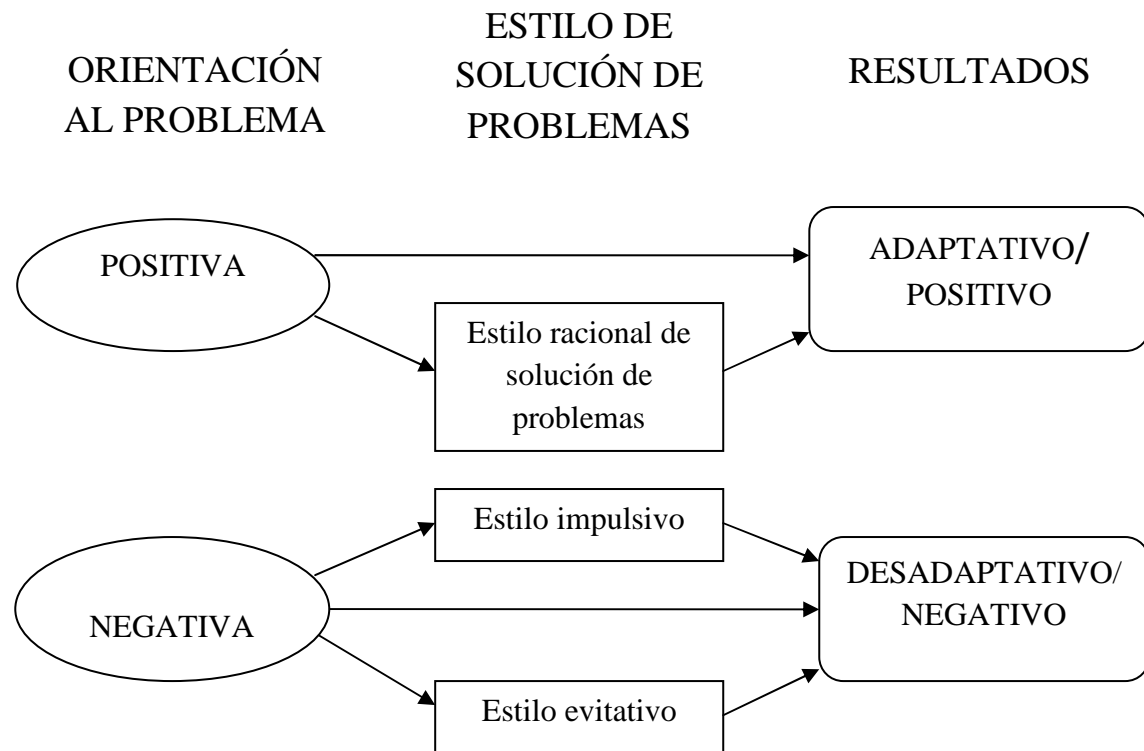 ORIENTACIÓN
AL PROBLEMA
ESTILO DE
SOLUCIÓN DE
PROBLEMAS
RESULTADOS
POSITIVA
Estilo racional de
solución de
problemas
ADAPTATIVO/
POSITIVO
NEGATIVA
Estilo impulsivo
Estilo evitativo
DESADAPTATIVO/
NEGATIVO